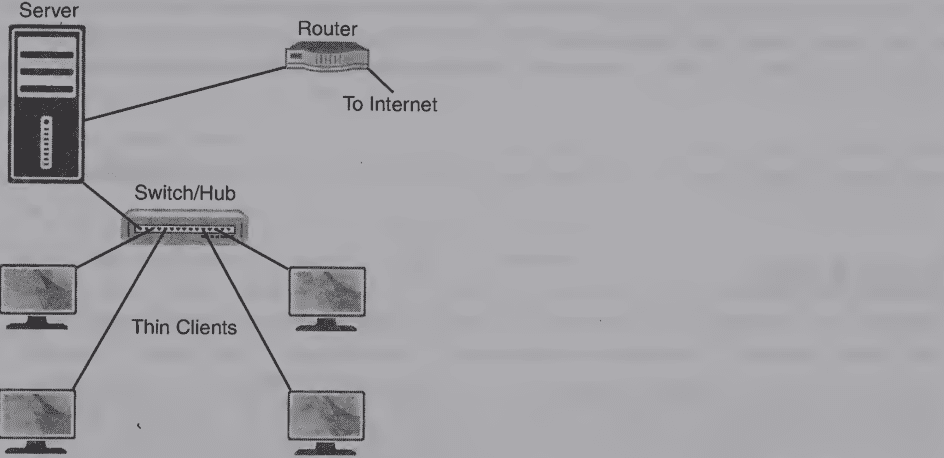 Server
Router
To Internet
Switch/Hub
Thin Clients